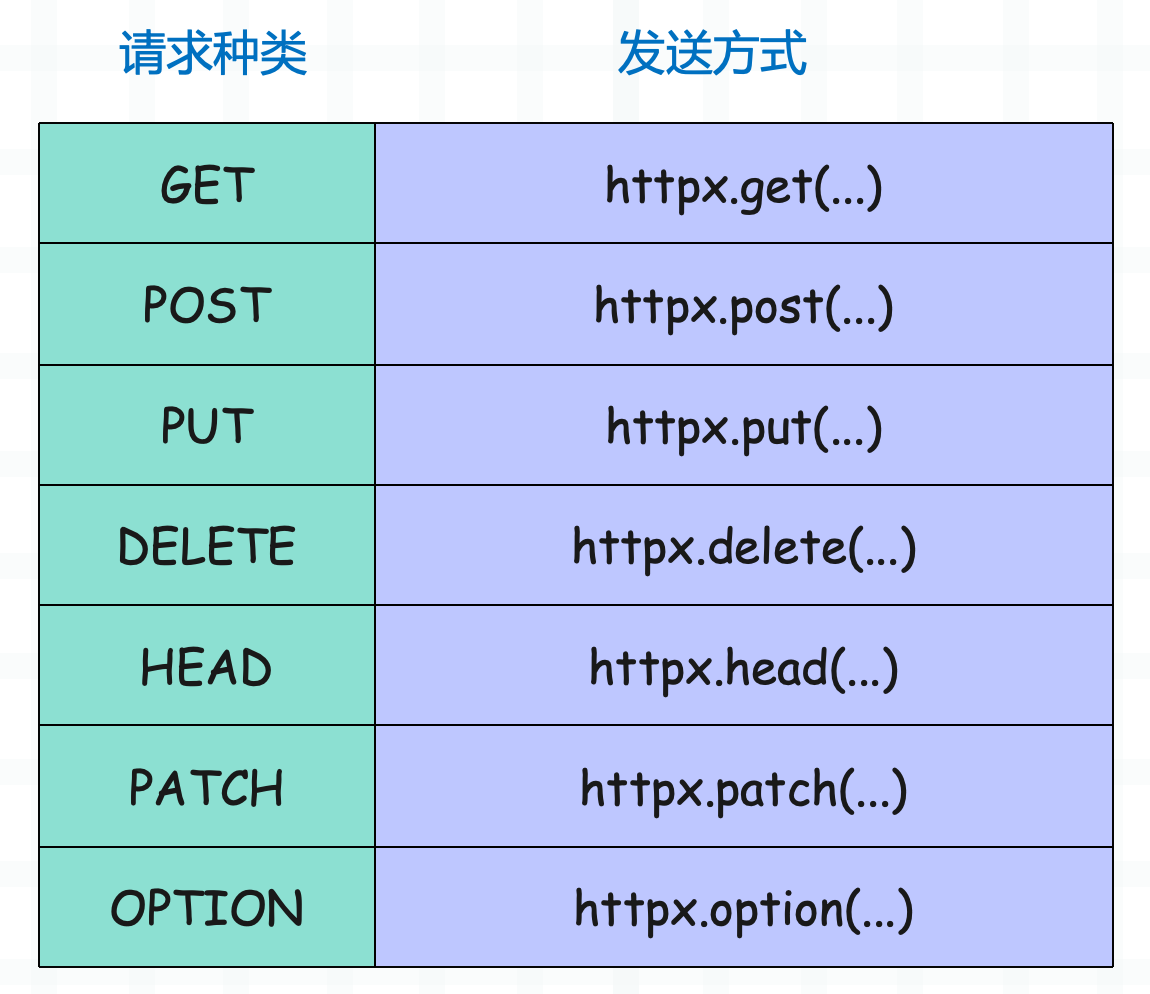 请求种类 发送方式
GET httpx.get(...)
POST httpx.post(...)
PUT httpx.put(...)
DELETE httpx.delete(...)
HEAD httpx.head(...)
PATCH httpx.patch(...)
OPTION httpx.option(...)